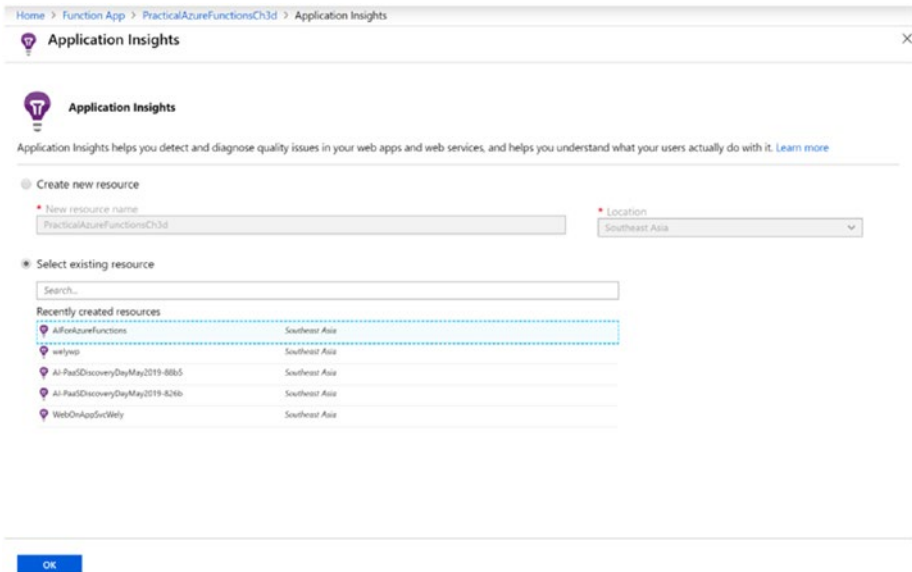 Home > Function App > PracticalAzureFunctionsCh3d > Application Insights
Application Insights
Application Insights
Application Insights helps you detect and diagnose quality issues in your web apps and web services, and helps you understand what your users actually do with it. Learn more
Create new resource
* New resource name
* Location
PracticalAzureFunctionsCh3d
Southeast Asia
Select existing resource
Search...
Recently created resources
AIForAzureFunctions Southeast Asia
welywp Southeast Asia
AI-PaaSDiscoveryDayMay2019-88b5 Southeast Asia
AI-PaaSDiscoveryDayMay2019-826b Southeast Asia
WebOnAppSvcWely Southeast Asia
OK